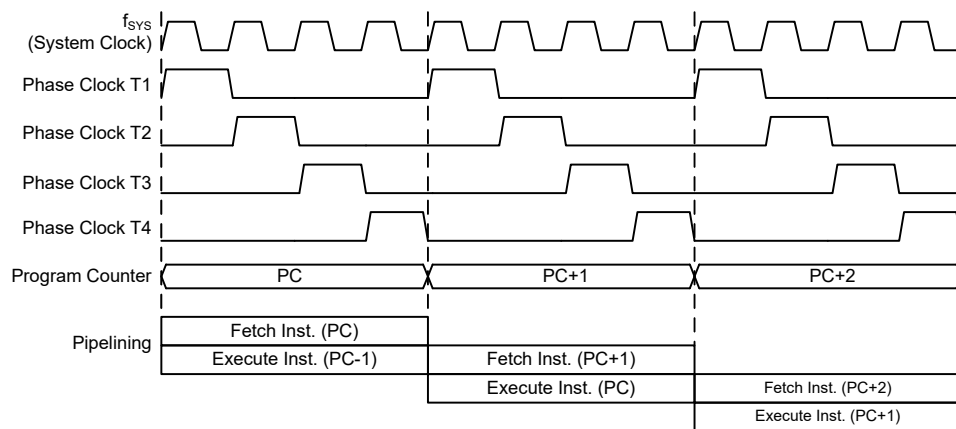 fSYS
(System Clock)
Phase Clock T1
Phase Clock T2
Phase Clock T3
Phase Clock T4
Program Counter PC PC+1 PC+2
Pipelining
Fetch Inst. (PC)
Execute Inst. (PC-1) Fetch Inst. (PC+1)
Execute Inst. (PC) Fetch Inst. (PC+2)
Execute Inst. (PC+1)